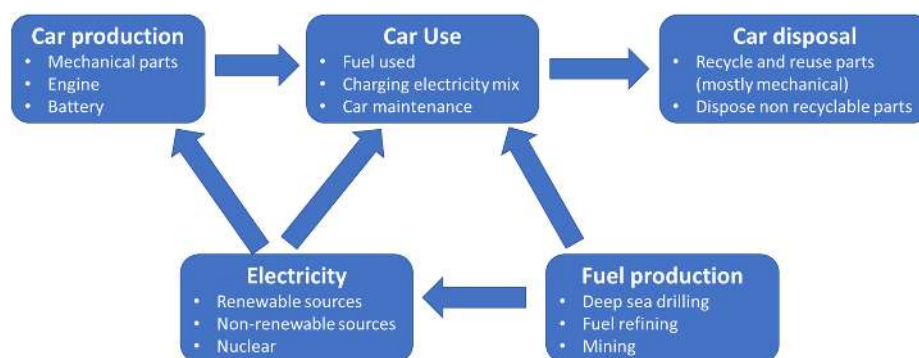 Car production
• Mechanical parts
• Engine
• Battery
Car Use
• Fuel used
• Charging electricity mix
• Car maintenance
Car disposal
• Recycle and reuse parts
(mostly mechanical)
• Dispose non recyclable parts
Electricity
• Renewable sources
• Non-renewable sources
• Nuclear
Fuel production
• Deep sea drilling
• Fuel refining
• Mining